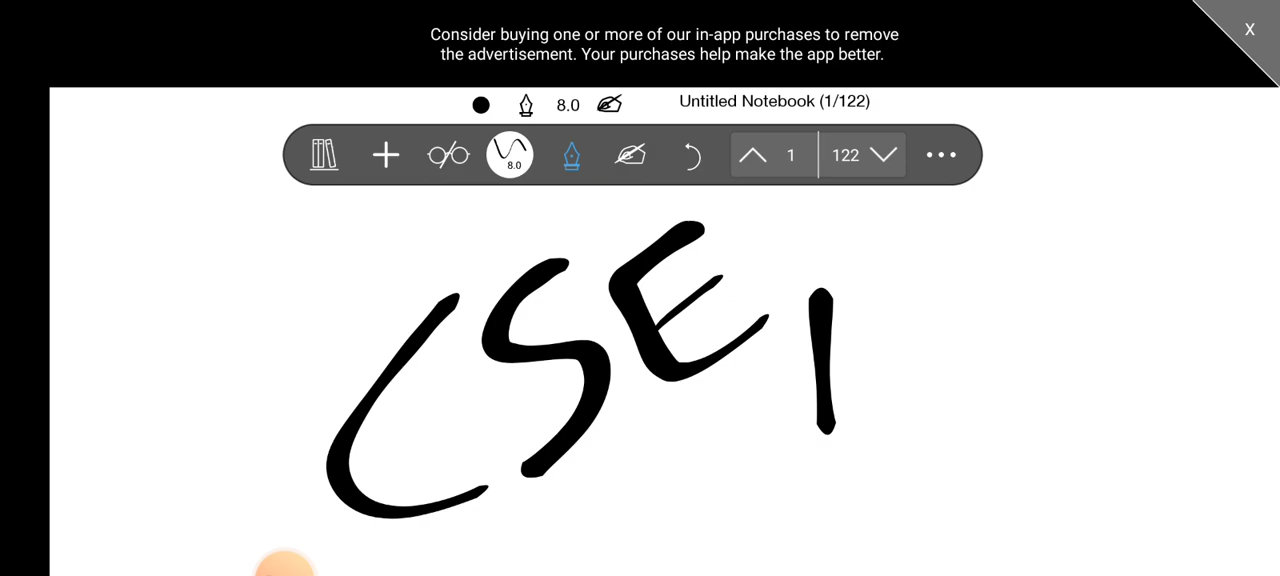 Consider buying one or more of our in-app purchases to remove
the advertisement. Your purchases help make the app better.
X
8.0 Untitled Notebook (1/122)
8.0 1 122
CSE1